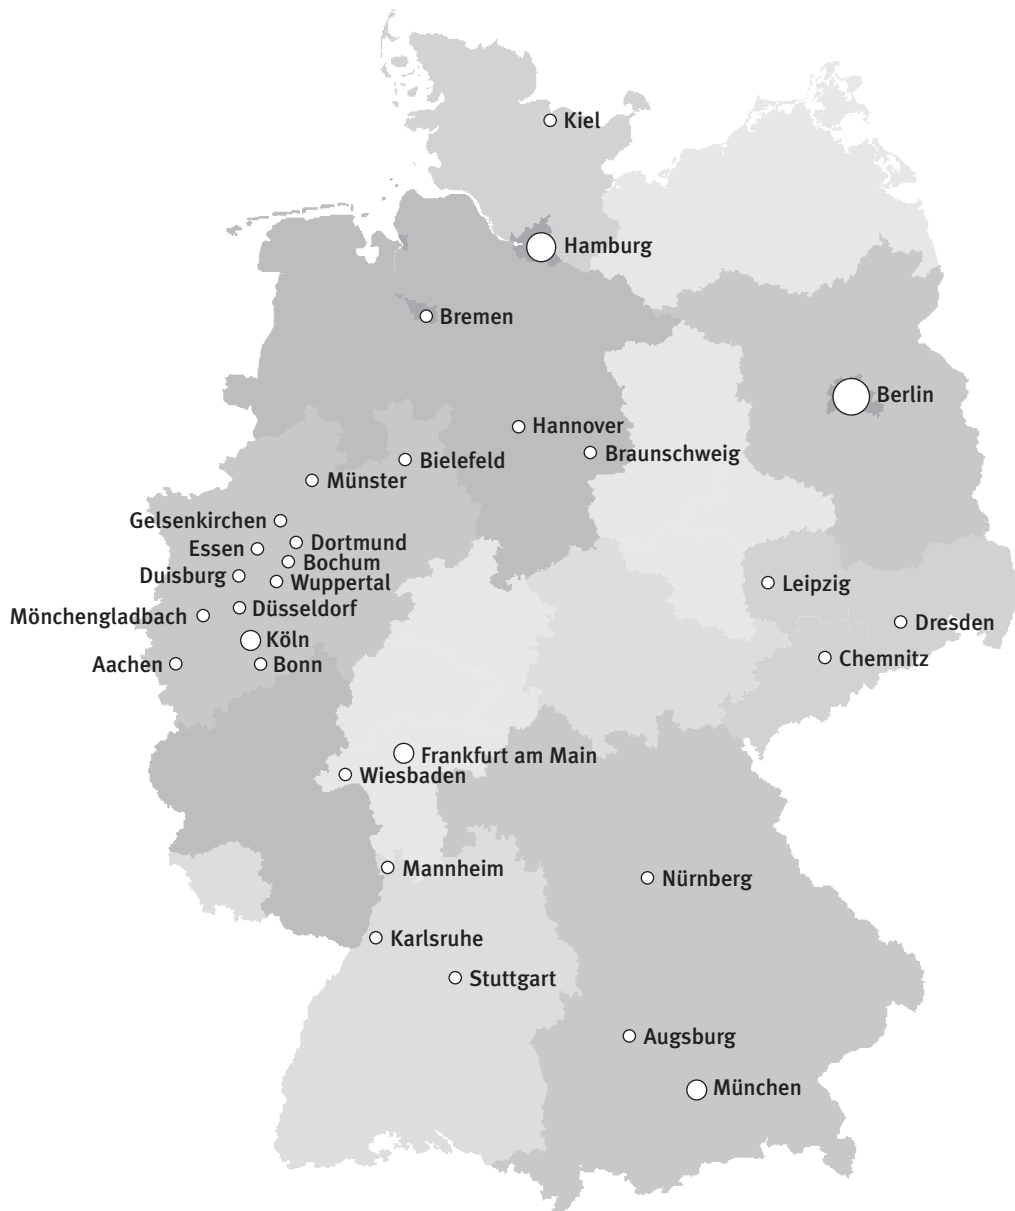 Kiel
Hamburg
Bremen
Berlin
Hannover
Braunschweig
Bielefeld
Münster
Gelsenkirchen
Dortmund
Essen
Bochum
Duisburg
Wuppertal
Leipzig
Düsseldorf
Mönchengladbach
Dresden
Köln
Chemnitz
Aachen
Bonn
Frankfurt am Main
Wiesbaden
Mannheim
Nürnberg
Karlsruhe
Stuttgart
Augsburg
München